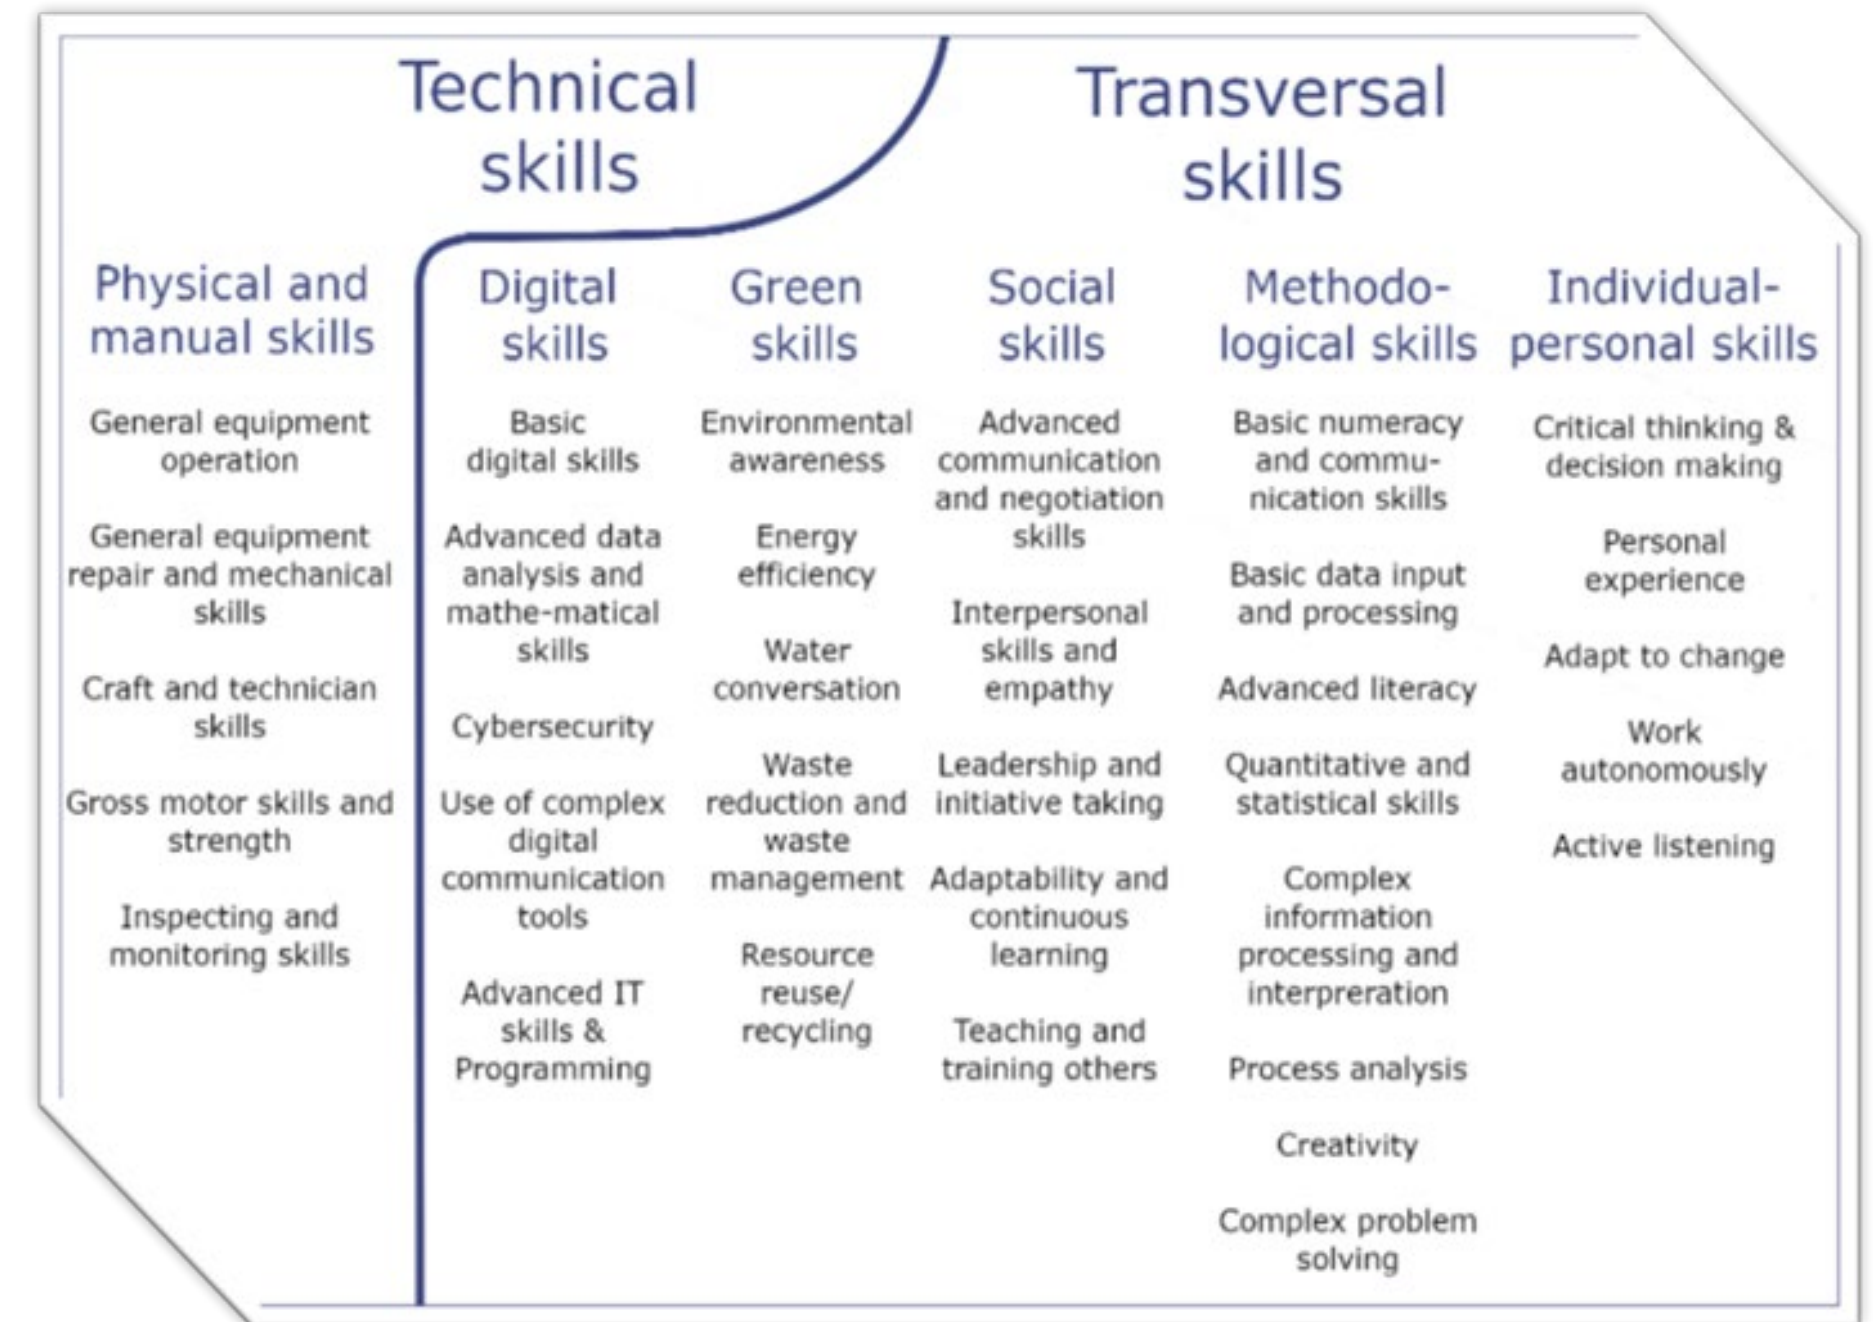 Technical
skills
Transversal
skills
Physical and
manual skills
General equipment
operation
General equipment
repair and mechanical
skills
Craft and technician
skills
Gross motor skills and
strength
Inspecting and
monitoring skills
Digital
skills
Basic
digital skills
Advanced data
analysis and
mathe-matical
skills
Cybersecurity
Use of complex
digital
communication
tools
Advanced IT
skills &
Programming
Green
skills
Environmental
awareness
Energy
efficiency
Water
conversation
Waste
reduction and
waste
management
Resource
reuse/
recycling
Social
skills
Advanced
communication
and negotiation
skills
Interpersonal
skills and
empathy
Leadership and
initiative taking
Adaptability and
continuous
learning
Teaching and
training others
Methodo-
logical skills
Basic numeracy
and commu-
nication skills
Basic data input
and processing
Advanced literacy
Quantitative and
statistical skills
Complex
information
processing and
interpreration
Process analysis
Creativity
Complex problem
solving
Individual-
personal skills
Critical thinking &
decision making
Personal
experience
Adapt to change
Work
autonomously
Active listening